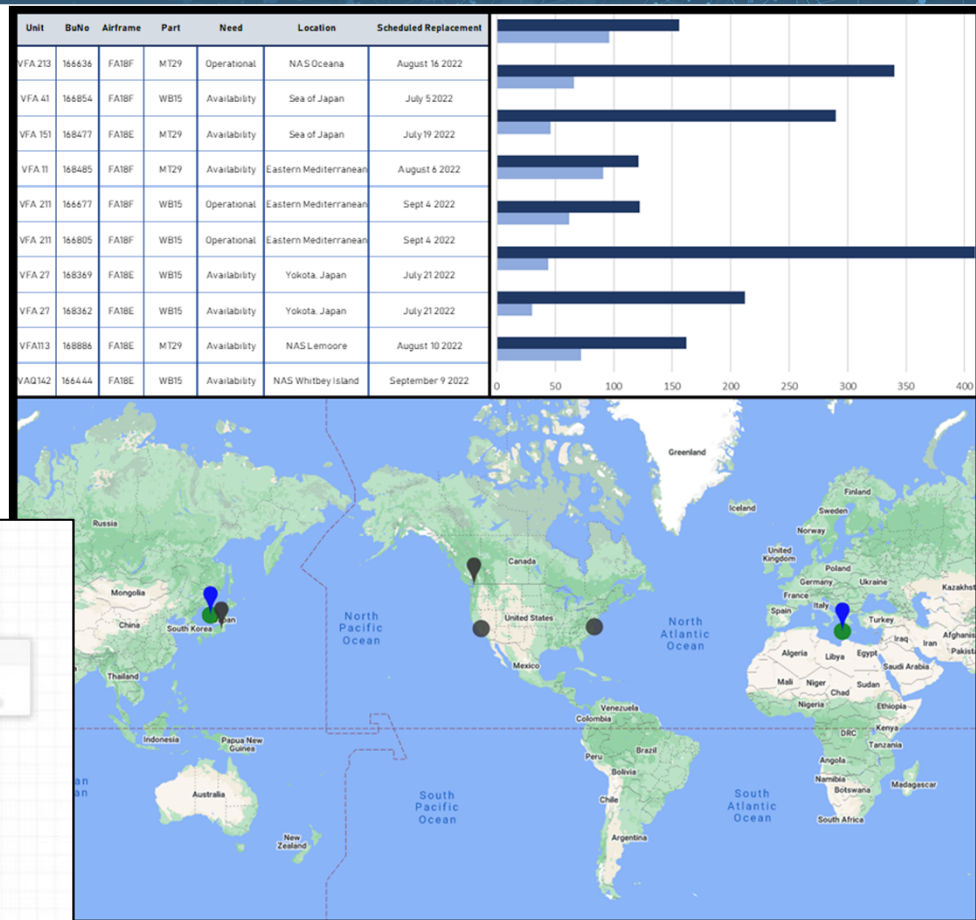 Unit BuNo Airframe Part Need Location Scheduled Replacement
VFA 213 166636 FA18F MT29 Operational NAS Oceana August 16 2022
VFA 41 166854 FA18F WB15 Availability Sea of Japan July 5 2022
VFA 151 168477 FA18E MT29 Availability Sea of Japan July 19 2022
VFA 11 168485 FA18F MT29 Availability Eastern Mediterranean August 6 2022
VFA 211 166677 FA18F WB15 Operational Eastern Mediterranean Sept 4 2022
VFA 211 166805 FA18F WB15 Operational Eastern Mediterranean Sept 4 2022
VFA 27 168369 FA18E WB15 Availability Yokota, Japan July 21 2022
VFA 27 168362 FA18E WB15 Availability Yokota, Japan July 21 2022
VFA113 168886 FA18E MT29 Availability NAS Lemoore August 10 2022
VAQ142 166444 FA18E WB15 Availability NAS Whitbey Island September 9 2022
0 50 100 150 200 250 300 350 400
Greenland
Iceland
Finland
Sweden
Norway
Russia
United
Kingdom
Poland
Germany
Ukraine
France
Kazakhst
Canada
Mongolia
Italy
Spain
Turkey
China
South Korea
pan
North
Pacific
Ocean
United States
North
Atlantic
Ocean
Iraq
Iran
Afghanis
Pakist
Algeria
Libya
Egypt
Saudi Arabia
Mexico
Thailand
Mali
Niger
Chad
Sudan
Nigeria
Ethiopia
Venezuela
Colombia
Kenya
DRC
Tanzania
Indonesia
Papua New
Guinea
Peru
Brazil
Bolivia
Angola
Namibia
Botswana
Madagascar
an
an
Australia
South
Pacific
Ocean
Chile
South
Atlantic
Ocean
South Africa
Argentina
New
Zealand